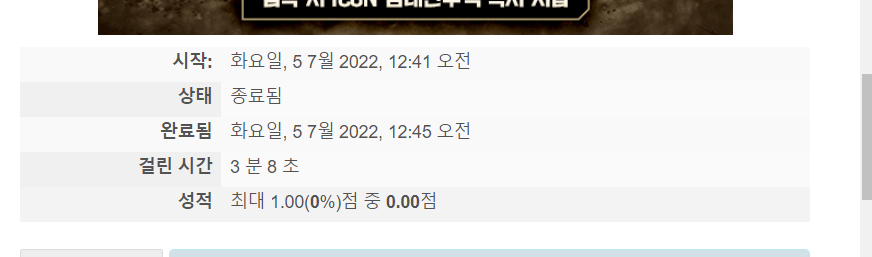 시작: 화요일, 5 7월 2022, 12:41 오전
상태 종료됨
완료됨 화요일, 5 7월 2022, 12:45 오전
걸린 시간 3 분 8 초
성적 최대 1.00(0%)점 중 0.00점